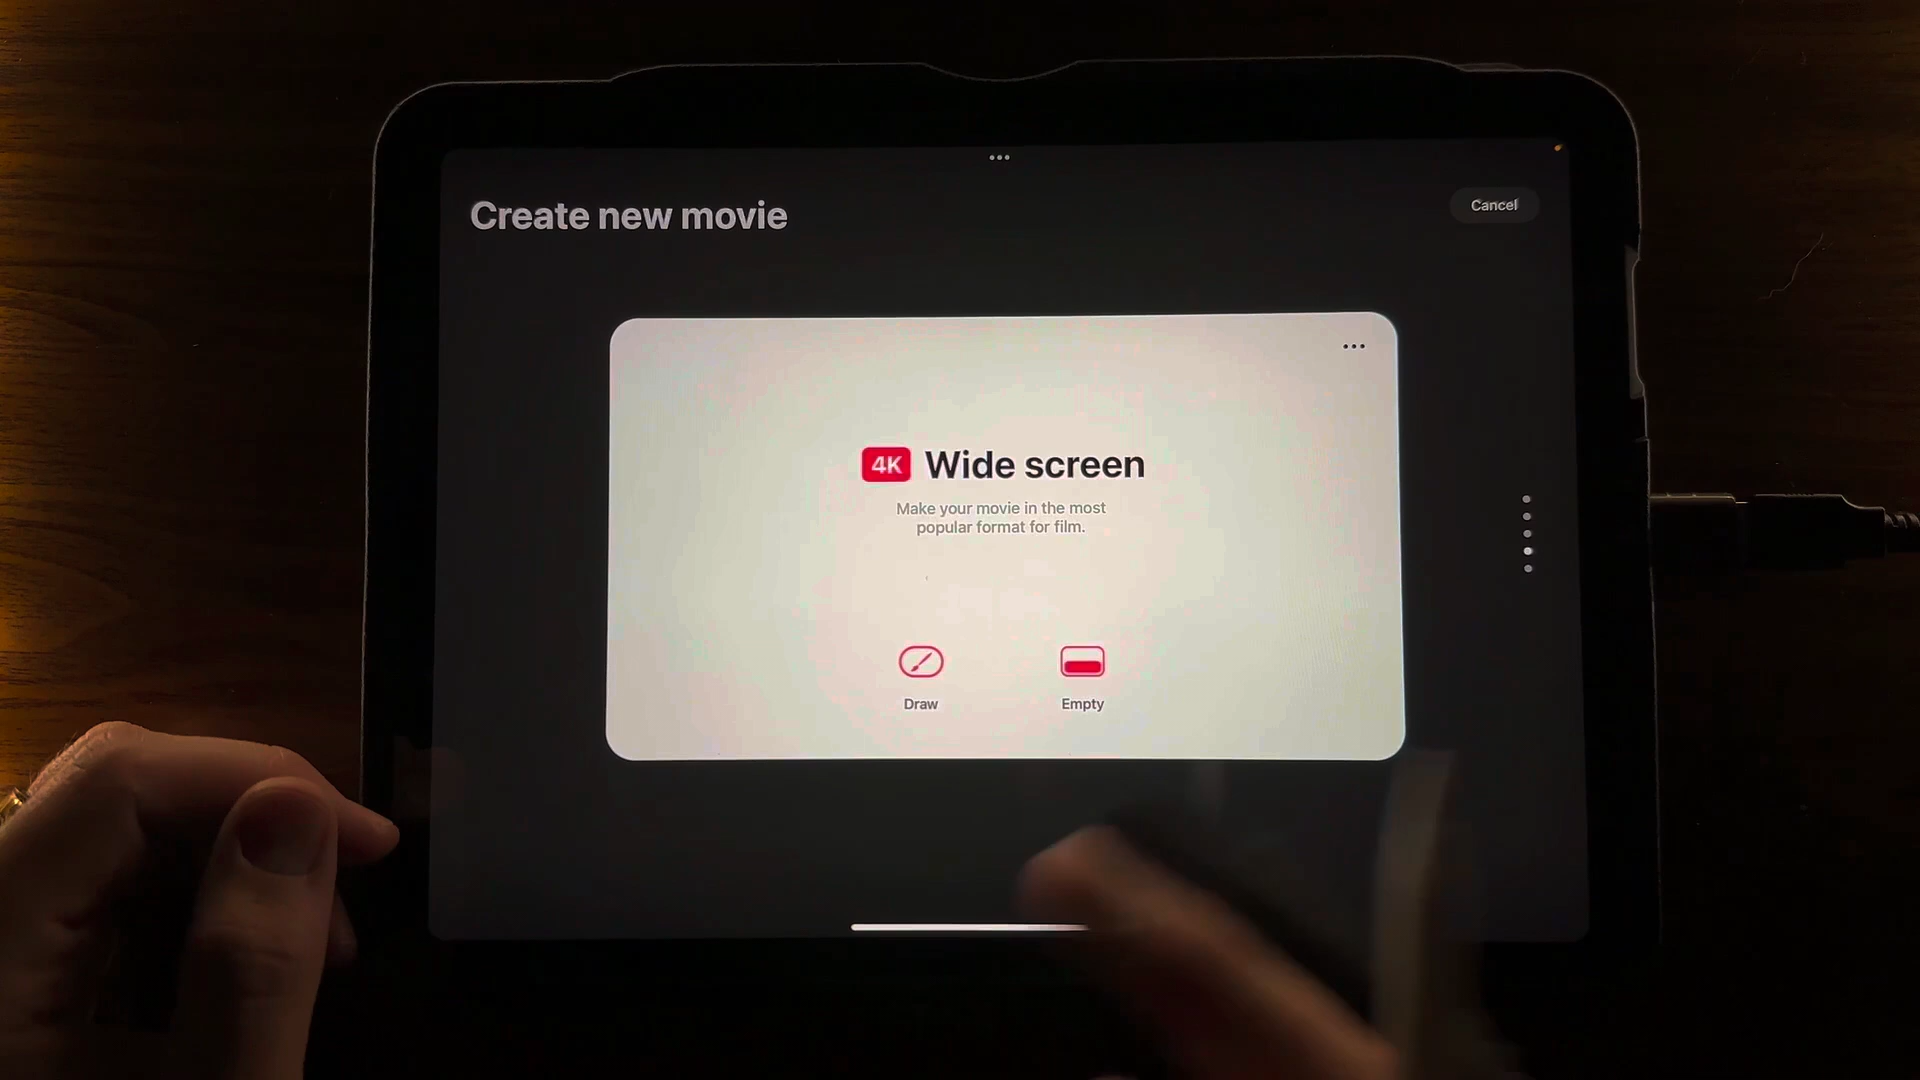 Create new movie
Cancel
4K Wide screen
Make your movie in the most
popular format for film.
Draw
Empty